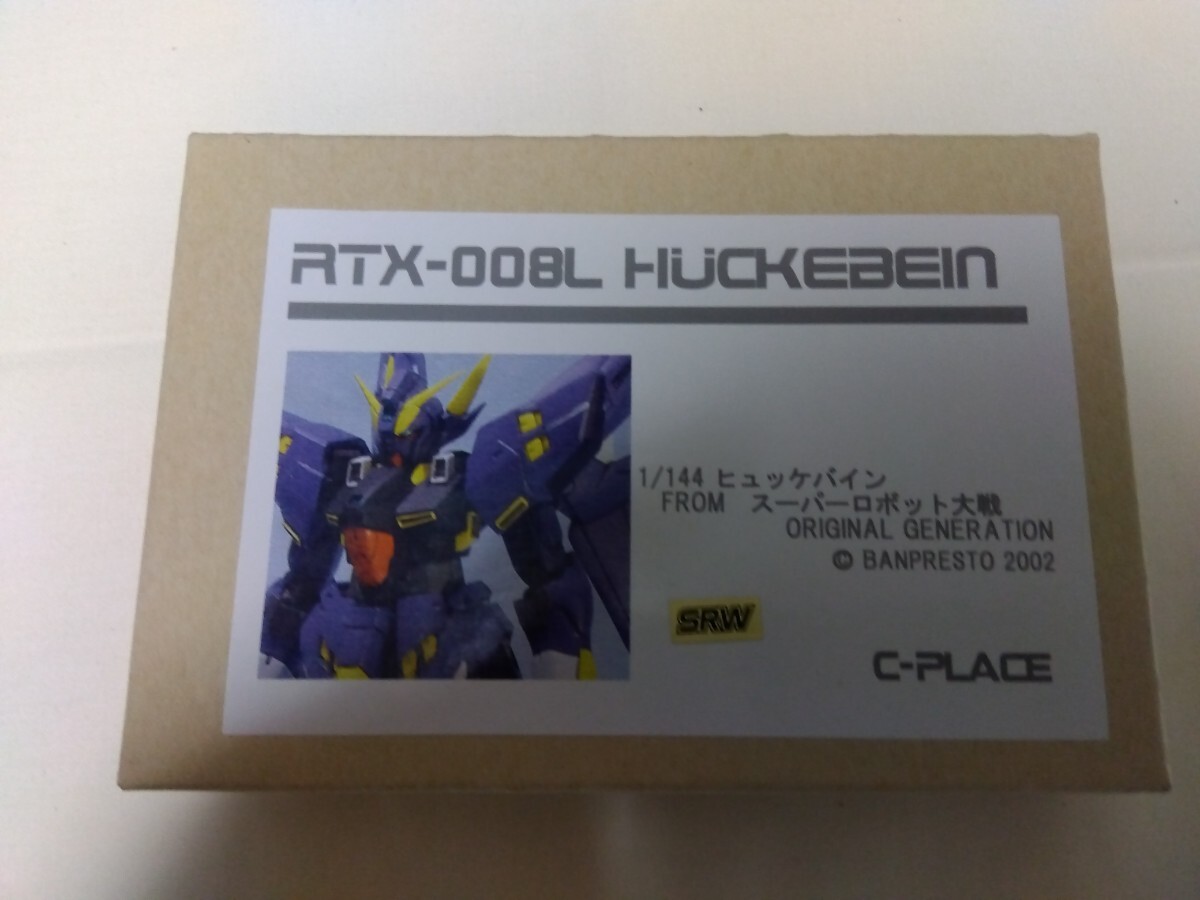 RTX-008L HÜCKEBEIN
1/144 ヒュッケバイン
FROM スーパーロボット大戦
ORIGINAL GENERATION
© BANPRESTO 2002
SRW
C-PLACE